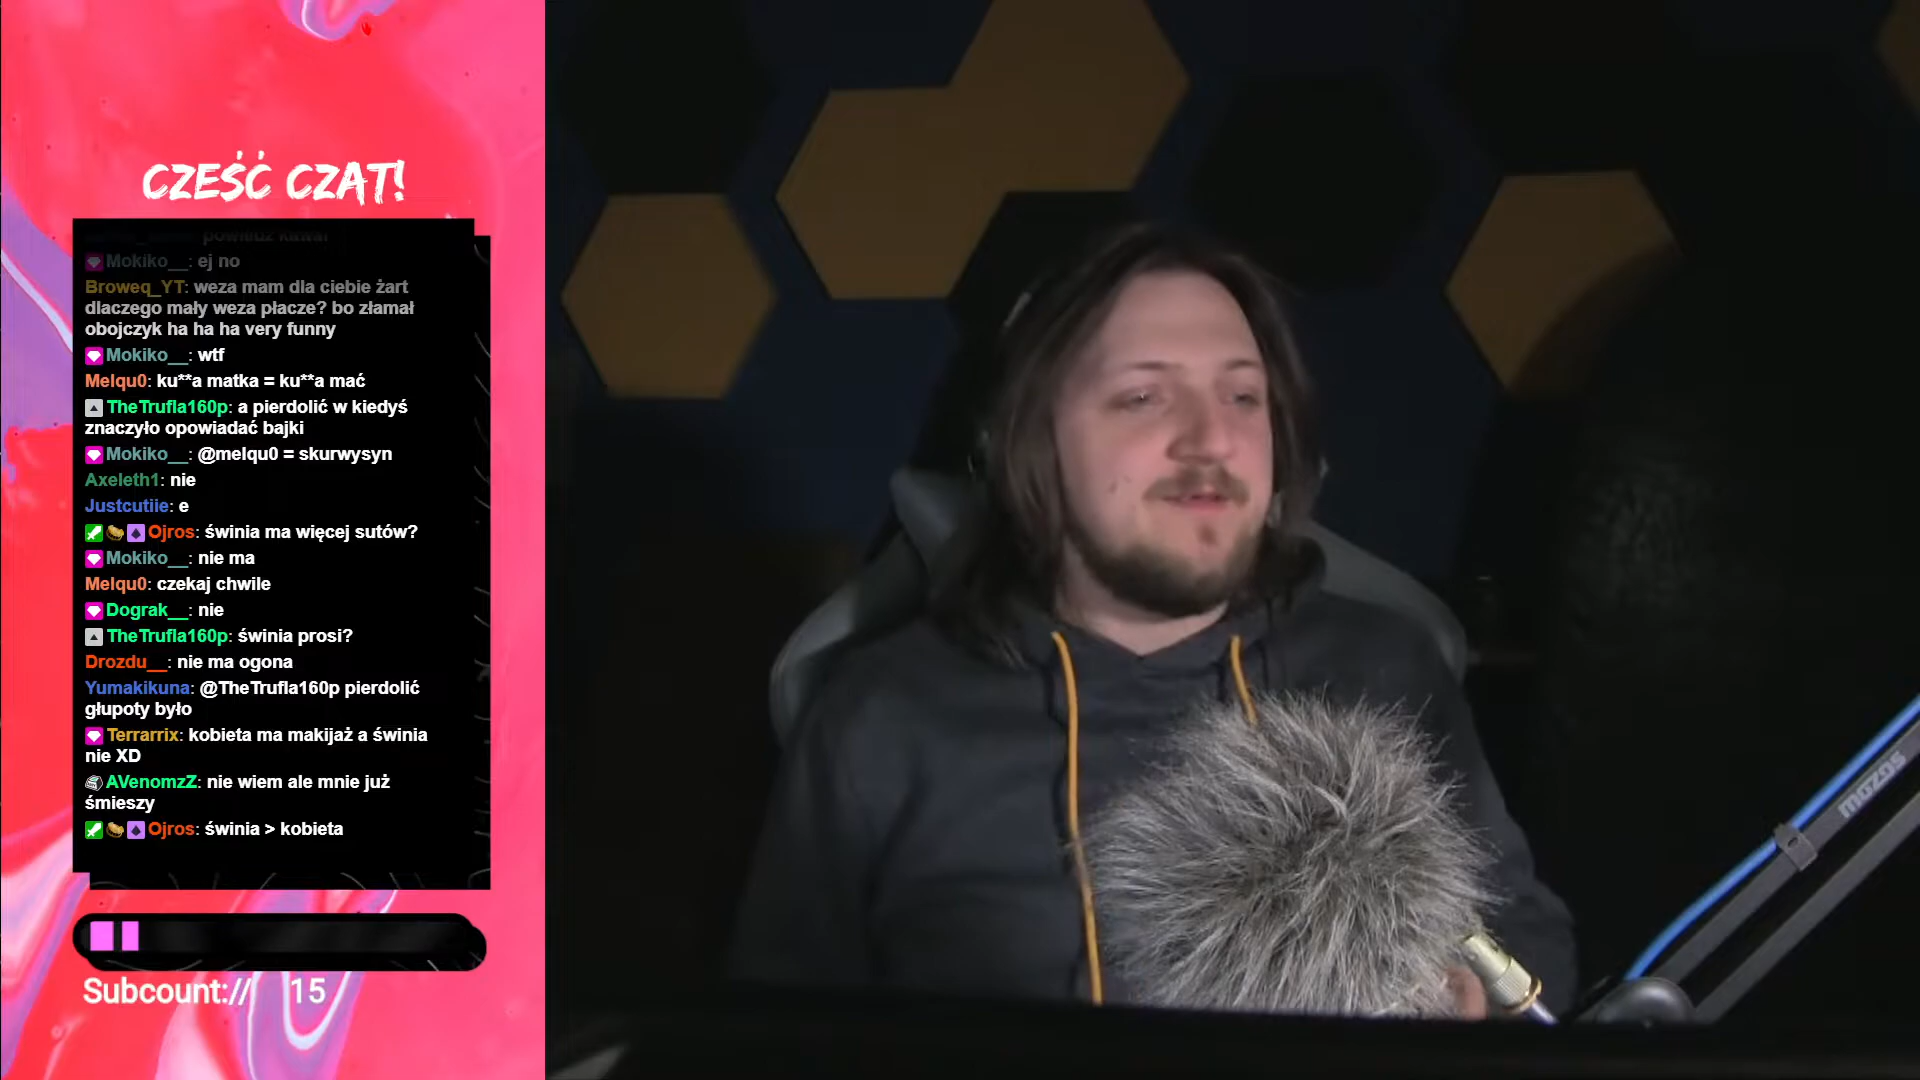 CZEŚĆ CZAT!
Mokiko__: ej no
Broweq_YT: weza mam dla ciebie żart
dlaczego mały weza płacze? bo złamał
obojczyk ha ha ha very funny
Mokiko__: wtf
Melqu0: ku**a matka = ku**a mać
TheTrufla160p: a pierdolić w kiedyś
znaczyło opowiadać bajki
Mokiko__: @melqu0 = skurwysyn
Axeleth1: nie
Justcutiie: e
Ojros: świnia ma więcej sutów?
Mokiko__: nie ma
Melqu0: czekaj chwile
Dograk__: nie
TheTrufla160p: świnia prosi?
Drozdu__: nie ma ogona
Yumakikuna: @TheTrufla160p pierdolić
głupoty było
Terrarrix: kobieta ma makijaż a świnia
nie XD
AVenomzZ: nie wiem ale mnie już
śmieszy
Ojros: świnia > kobieta
Subcount:// 15
mozos